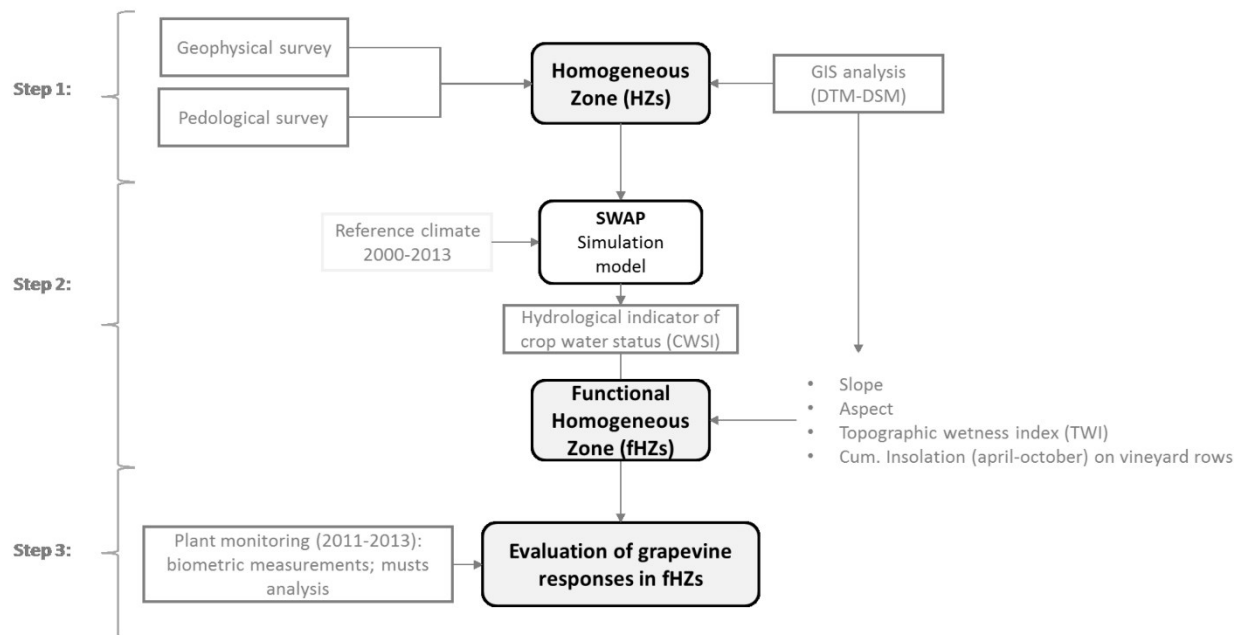 Step 1:
Geophysical survey
Pedological survey
Homogeneous
Zone (HZs)
GIS analysis
(DTM-DSM)
Step 2:
Reference climate
2000-2013
SWAP
Simulation
model
Hydrological indicator of
crop water status (CWSI)
Functional
Homogeneous
Zone (fHZs)
• Slope
• Aspect
• Topographic wetness index (TWI)
• Cum. Insolation (april-october) on vineyard rows
Step 3:
Plant monitoring (2011-2013):
biometric measurements; musts
analysis
Evaluation of grapevine
responses in fHZs